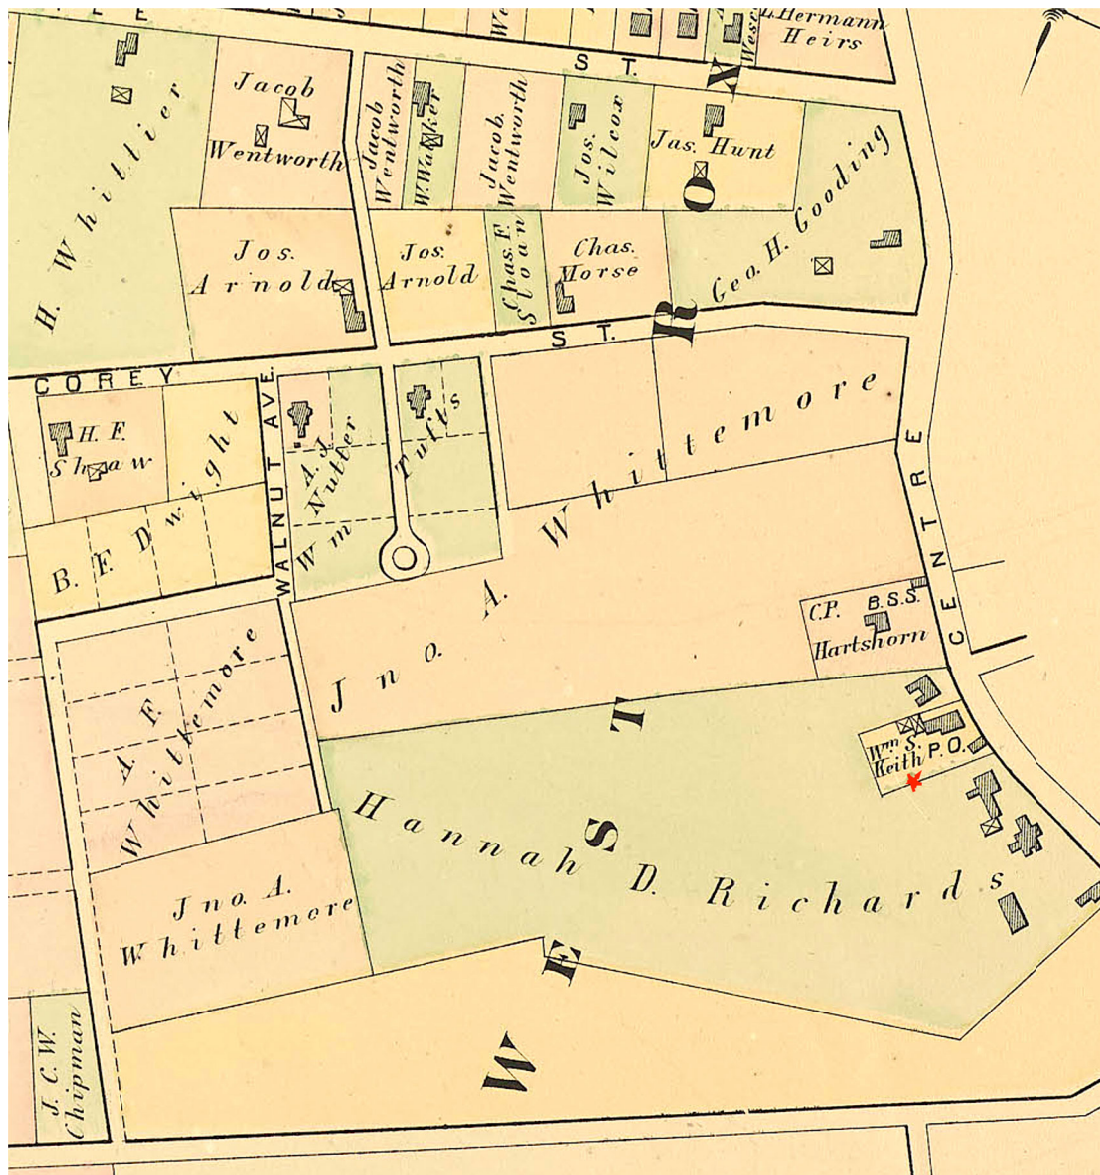 L. Hermann
Heirs
ST.
Jacob
Wentworth
Jacob
Wentworth
W. Walker
Jacob.
Wentworth
Jos.
Wilcox
Jas. Hunt
H. Whittier
Jos.
Arnold
Jos.
Arnold
Chas. F.
Sloan
Chas.
Morse
Geo. H. Gooding
COREY ST.
H. F.
Shaw
B. F. Dwight
WALNUT AVE.
A. J.
Nutter
Wm Tufts
Jno. A. Whittemore
CENTRE
C.P. B.S.S.
Hartshorn
A. F.
Whittemore
Wm. S.
Keith P.O.
Hannah D. Richards
Jno. A.
Whittemore
J. C. W.
Chipman
WEST ROX